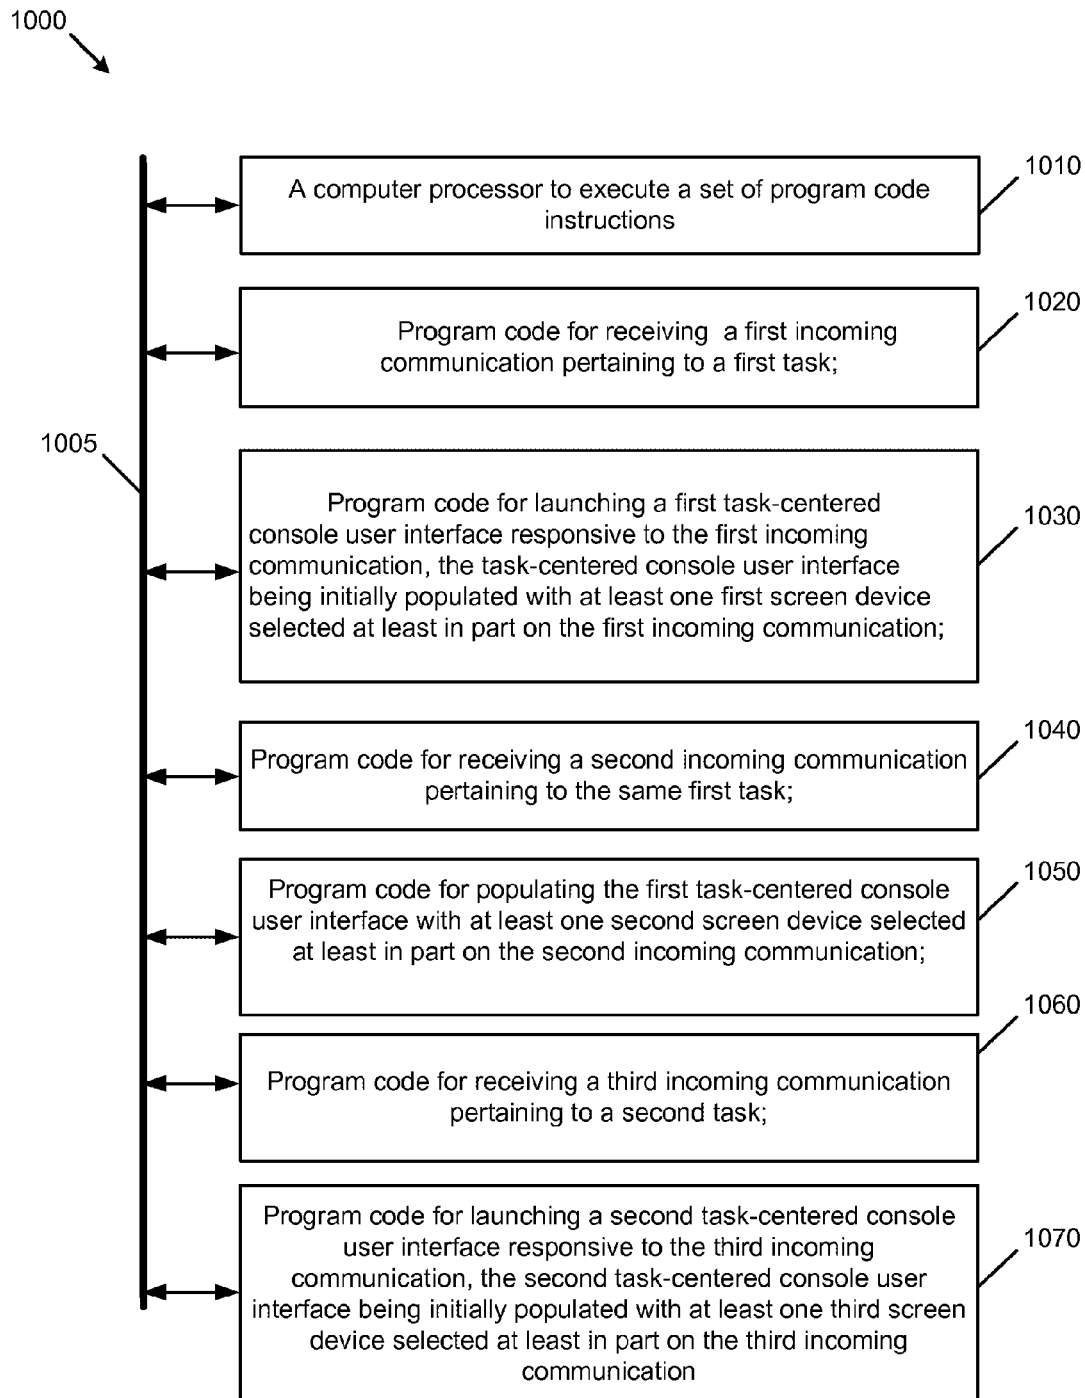 1000
A computer processor to execute a set of program code
instructions
1010
Program code for receiving a first incoming
communication pertaining to a first task;
1020
1005
Program code for launching a first task-centered
console user interface responsive to the first incoming
communication, the task-centered console user interface
being initially populated with at least one first screen device
selected at least in part on the first incoming communication;
1030
Program code for receiving a second incoming communication
pertaining to the same first task;
1040
Program code for populating the first task-centered console
user interface with at least one second screen device selected
at least in part on the second incoming communication;
1050
Program code for receiving a third incoming communication
pertaining to a second task;
1060
Program code for launching a second task-centered console
user interface responsive to the third incoming
communication, the second task-centered console user
interface being initially populated with at least one third screen
device selected at least in part on the third incoming
communication
1070